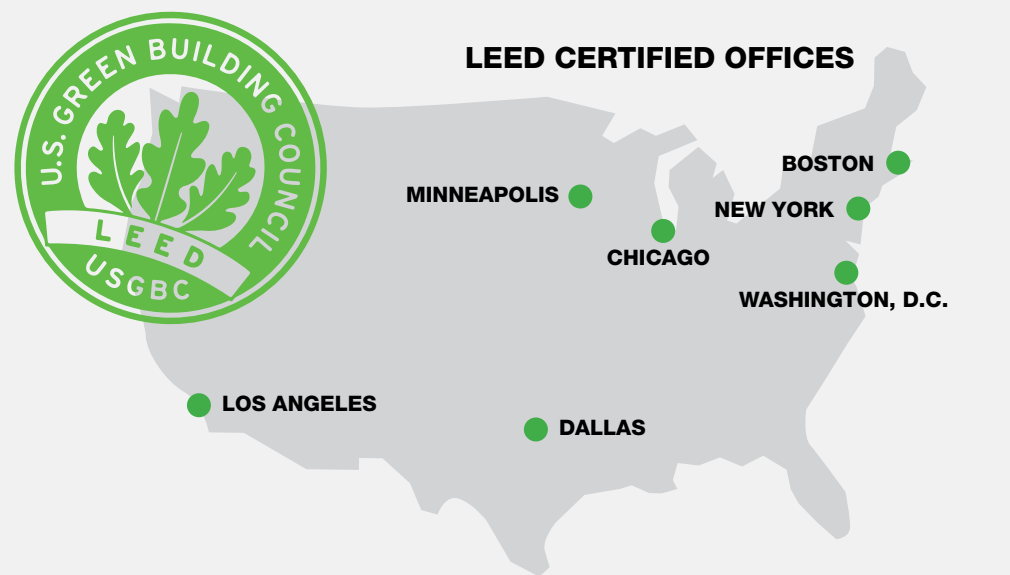 U.S. GREEN BUILDING COUNCIL
LEED
USGBC
LEED CERTIFIED OFFICES
BOSTON
MINNEAPOLIS
NEW YORK
CHICAGO
WASHINGTON, D.C.
LOS ANGELES
DALLAS